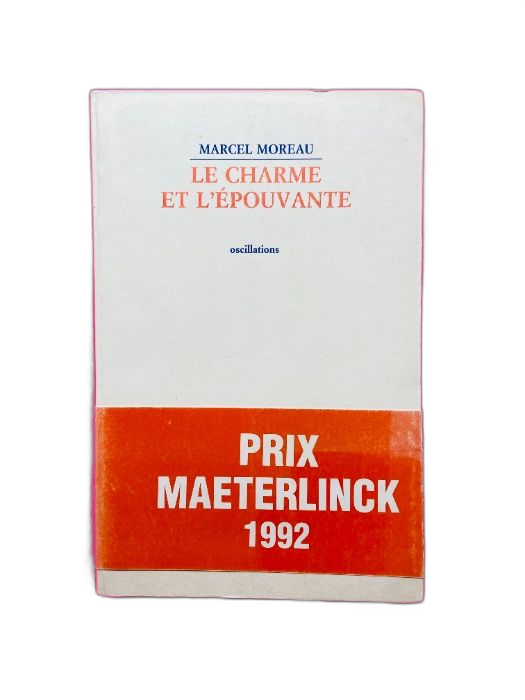 MARCEL MOREAU
LE CHARME
ET L'ÉPOUVANTE
oscillations
PRIX
MAETERLINCK
1992